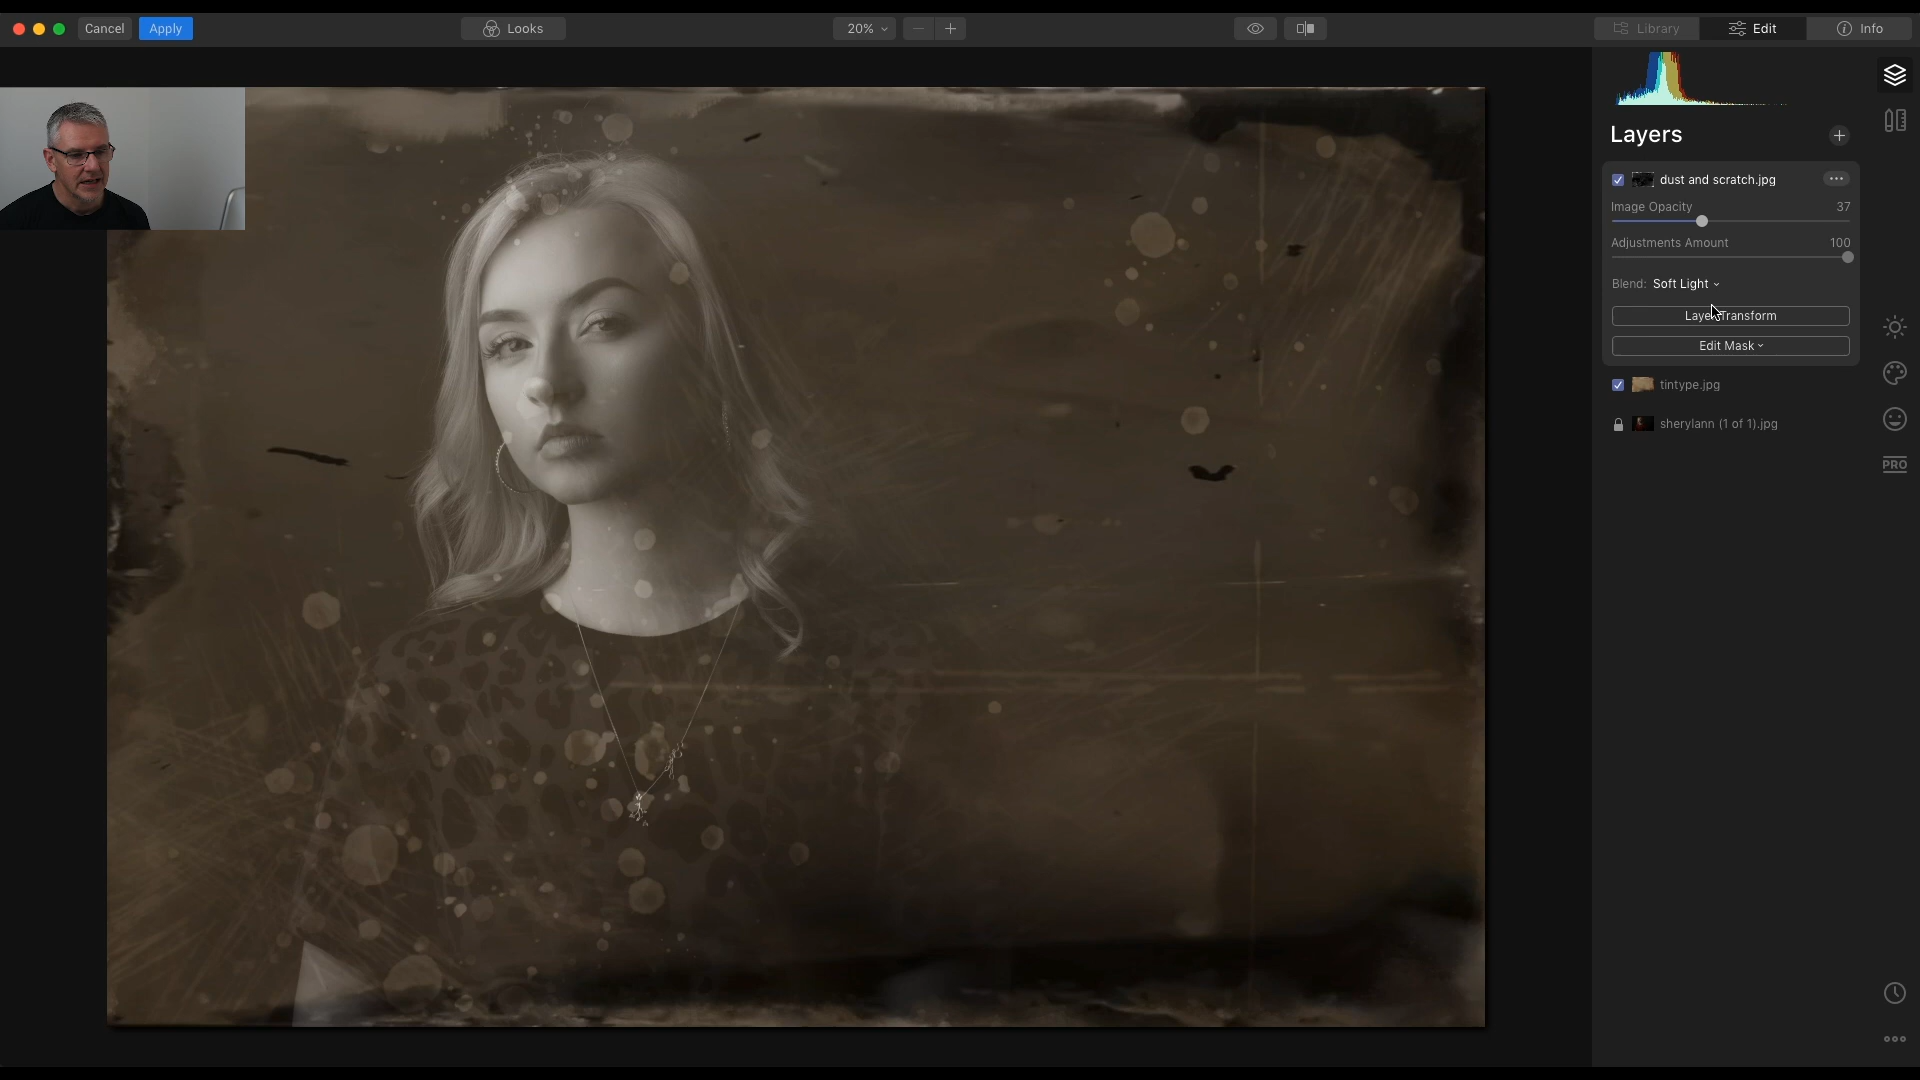 Cancel
Apply
Looks
20%
Library
Edit
Info
Layers
dust and scratch.jpg
Image Opacity 37
Adjustments Amount 100
Blend: Soft Light
Layer Transform
Edit Mask
tintype.jpg
sherylann (1 of 1).jpg
PRO